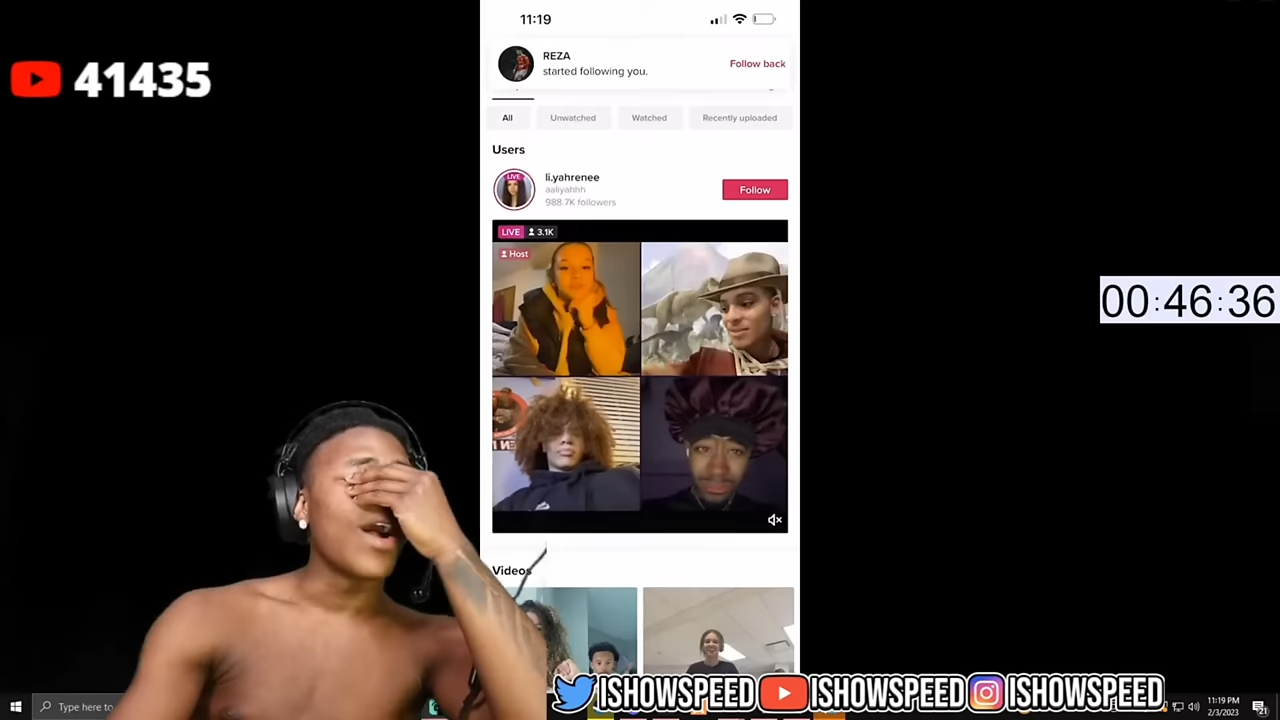 11:19
41435
REZA
started following you.
Follow back
All
Unwatched
Watched
Recently uploaded
Users
LIVE
li.yahrenee
aaliyahhh
988.7K followers
Follow
LIVE 3.1K
Host
00:46:36
Videos
ISHOWSPEED ISHOWSPEED ISHOWSPEED
Type here to
11:19 PM
2/3/2023